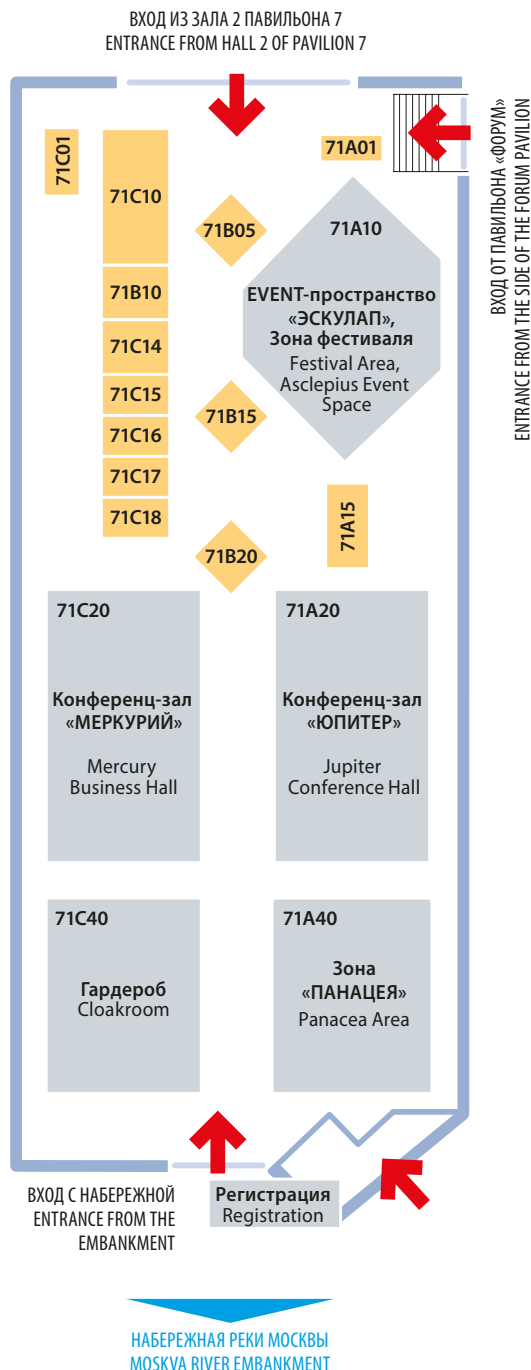 ВХОД ИЗ ЗАЛА 2 ПАВИЛЬОНА 7
ENTRANCE FROM HALL 2 OF PAVILION 7
ВХОД ОТ ПАВИЛЬОНА «ФОРУМ»
ENTRANCE FROM THE SIDE OF THE FORUM PAVILION
71C01
71C10
71A01
71B05
71A10
71B10
EVENT-пространство
«ЭСКУЛАП»,
Зона фестиваля
Festival Area,
Asclepius Event
Space
71C14
71C15
71B15
71C16
71C17
71C18
71A15
71B20
71C20
Конференц-зал
«МЕРКУРИЙ»
Mercury
Business Hall
71A20
Конференц-зал
«ЮПИТЕР»
Jupiter
Conference Hall
71C40
Гардероб
Cloakroom
71A40
Зона
«ПАНАЦЕЯ»
Panacea Area
ВХОД С НАБЕРЕЖНОЙ
ENTRANCE FROM THE
EMBANKMENT
Регистрация
Registration
НАБЕРЕЖНАЯ РЕКИ МОСКВЫ
MOSKVA RIVER EMBANKMENT